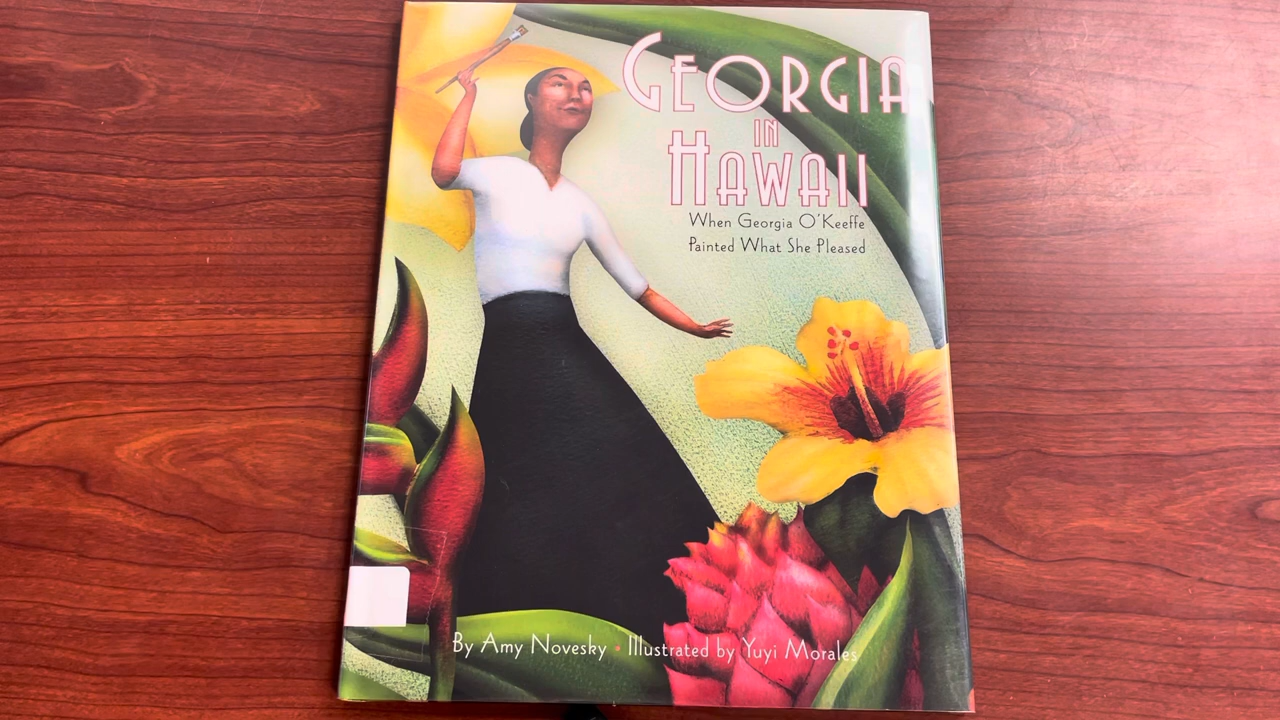 GEORGIA
IN
HAWAII
When Georgia O'Keeffe
Painted What She Pleased
By Amy Novesky • Illustrated by Yuyi Morales